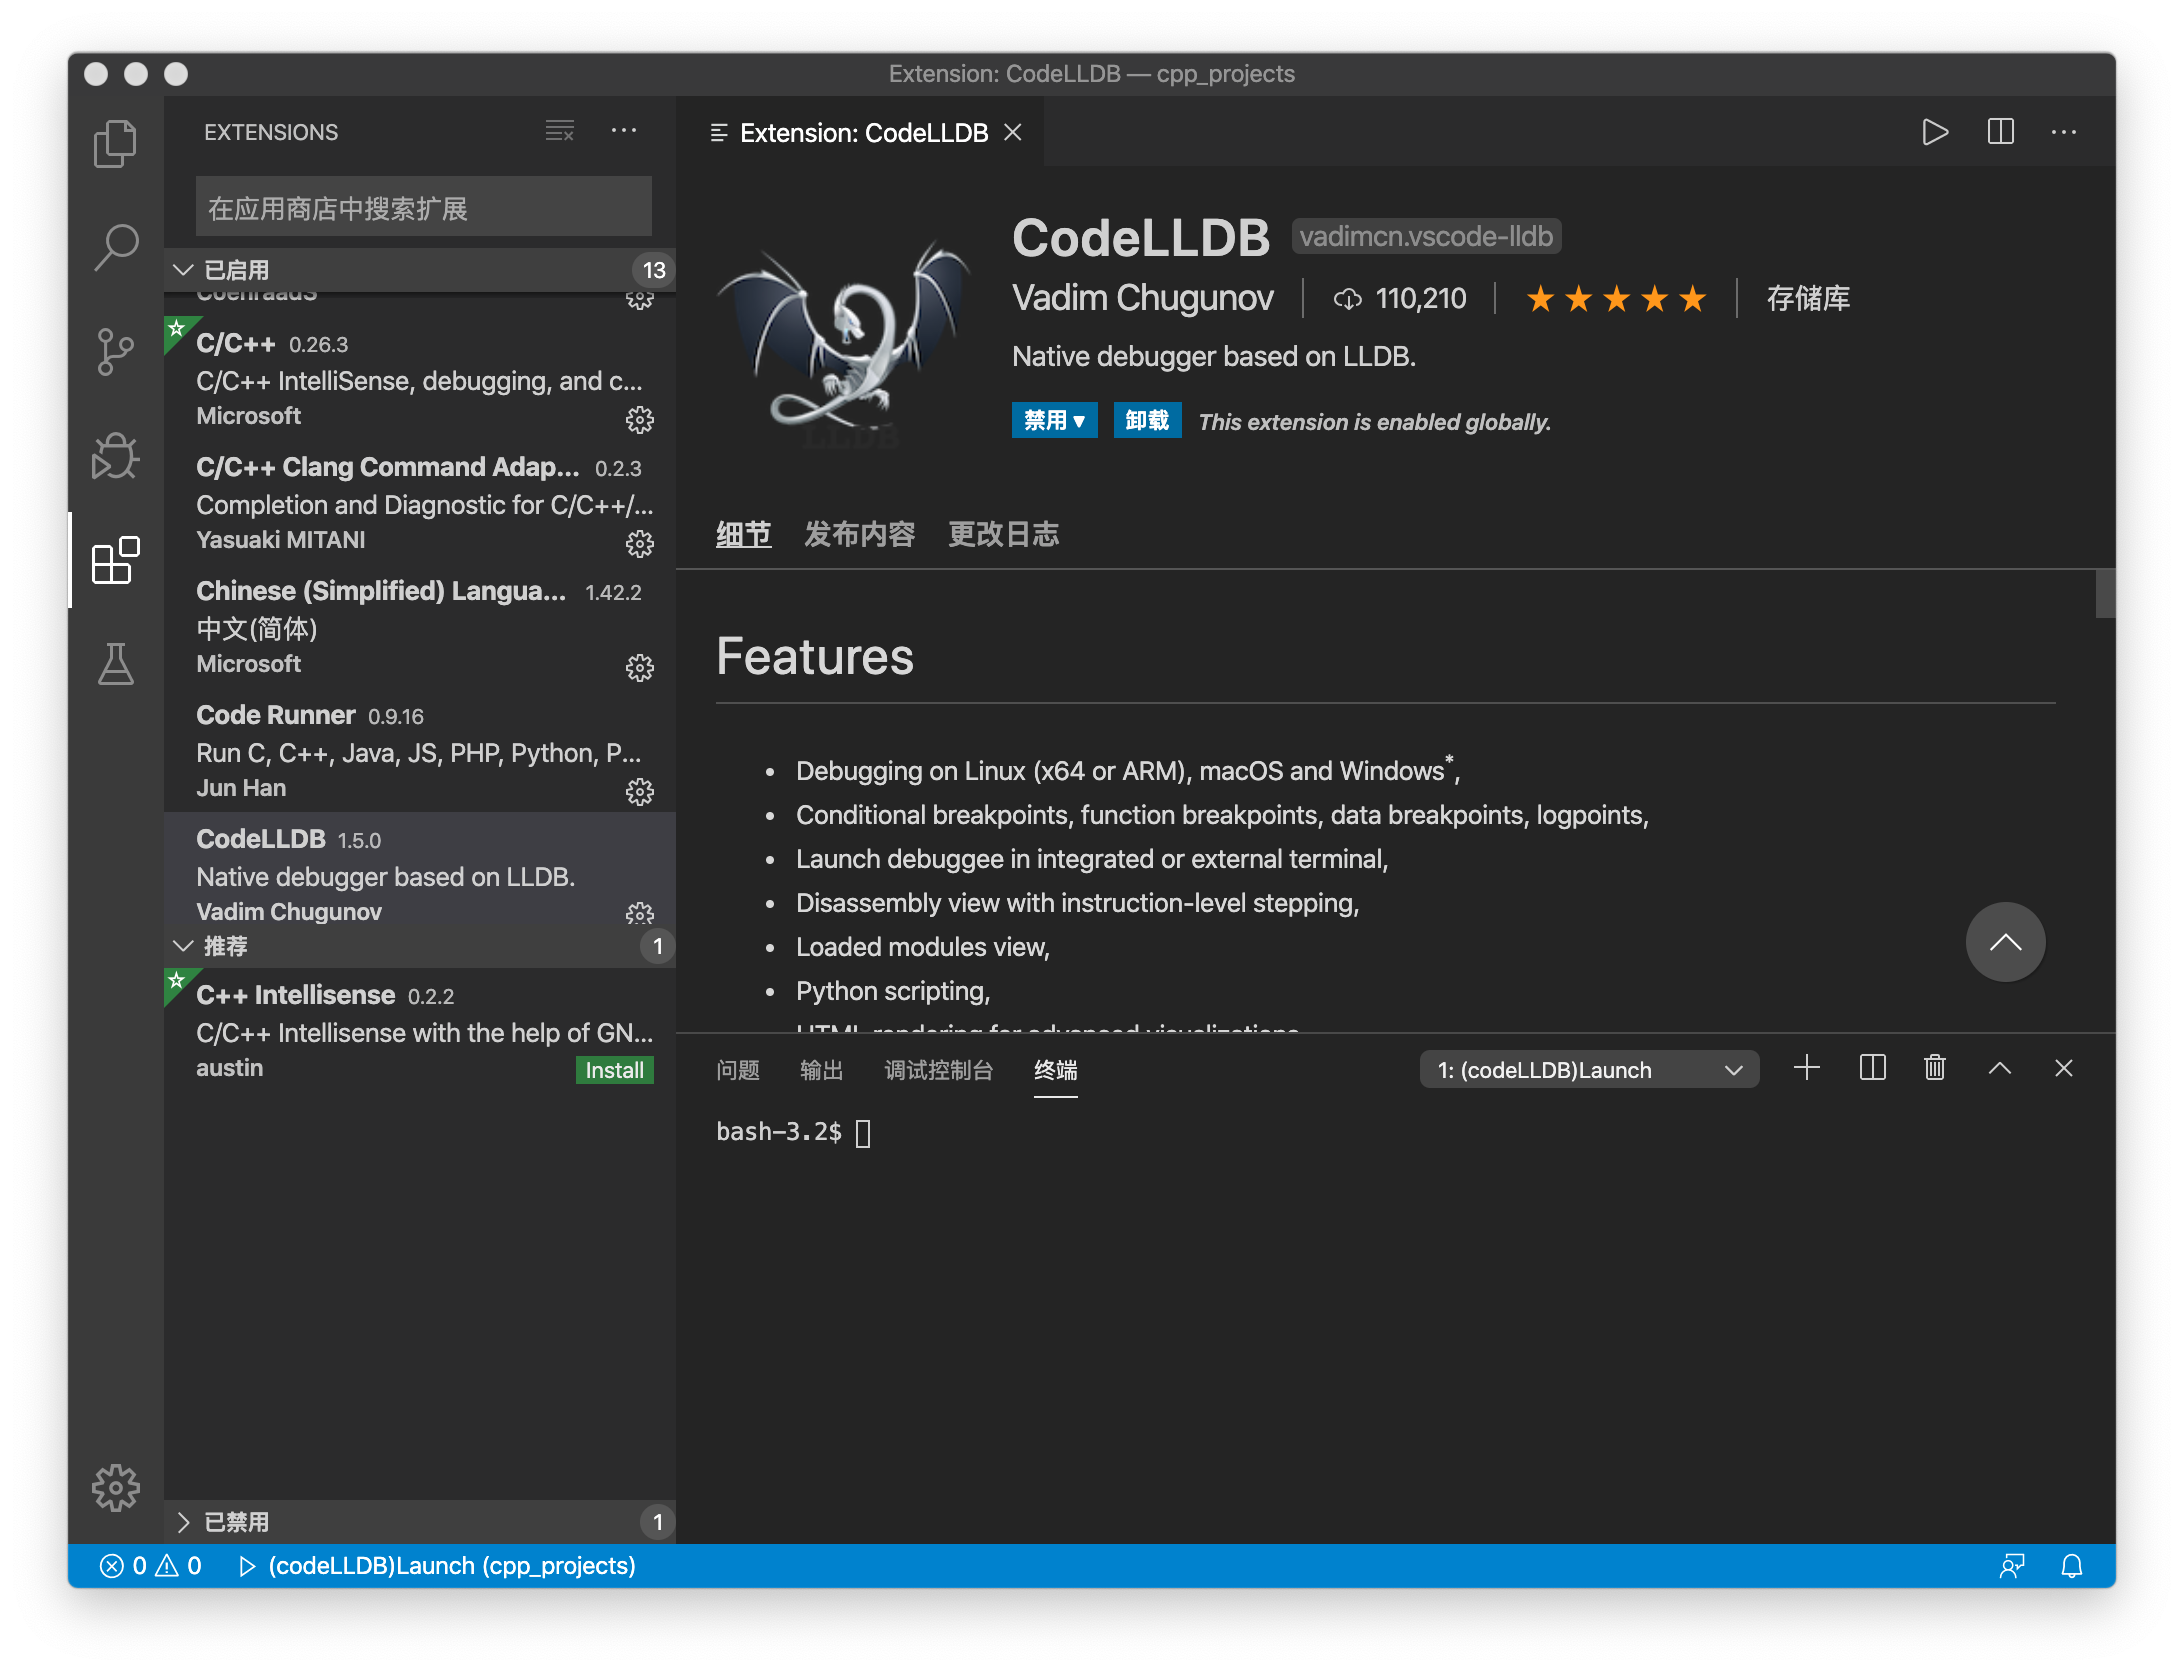 Extension: CodeLLDB — cpp_projects
EXTENSIONS
在应用商店中搜索扩展
已启用 13
CoenraadS
C/C++ 0.26.3
C/C++ IntelliSense, debugging, and c...
Microsoft
C/C++ Clang Command Adap... 0.2.3
Completion and Diagnostic for C/C++/...
Yasuaki MITANI
Chinese (Simplified) Langua... 1.42.2
中文(简体)
Microsoft
Code Runner 0.9.16
Run C, C++, Java, JS, PHP, Python, P...
Jun Han
CodeLLDB 1.5.0
Native debugger based on LLDB.
Vadim Chugunov
推荐 1
C++ Intellisense 0.2.2
C/C++ Intellisense with the help of GN...
austin Install
已禁用 1
Extension: CodeLLDB
LLDB
CodeLLDB vadimcn.vscode-lldb
Vadim Chugunov 110,210 存储库
Native debugger based on LLDB.
禁用 卸载 This extension is enabled globally.
细节 发布内容 更改日志
Features
• Debugging on Linux (x64 or ARM), macOS and Windows*,
• Conditional breakpoints, function breakpoints, data breakpoints, logpoints,
• Launch debuggee in integrated or external terminal,
• Disassembly view with instruction-level stepping,
• Loaded modules view,
• Python scripting,
• HTML rendering for advanced visualizations
问题 输出 调试控制台 终端 1: (codeLLDB)Launch
bash-3.2$
0 0 (codeLLDB)Launch (cpp_projects)